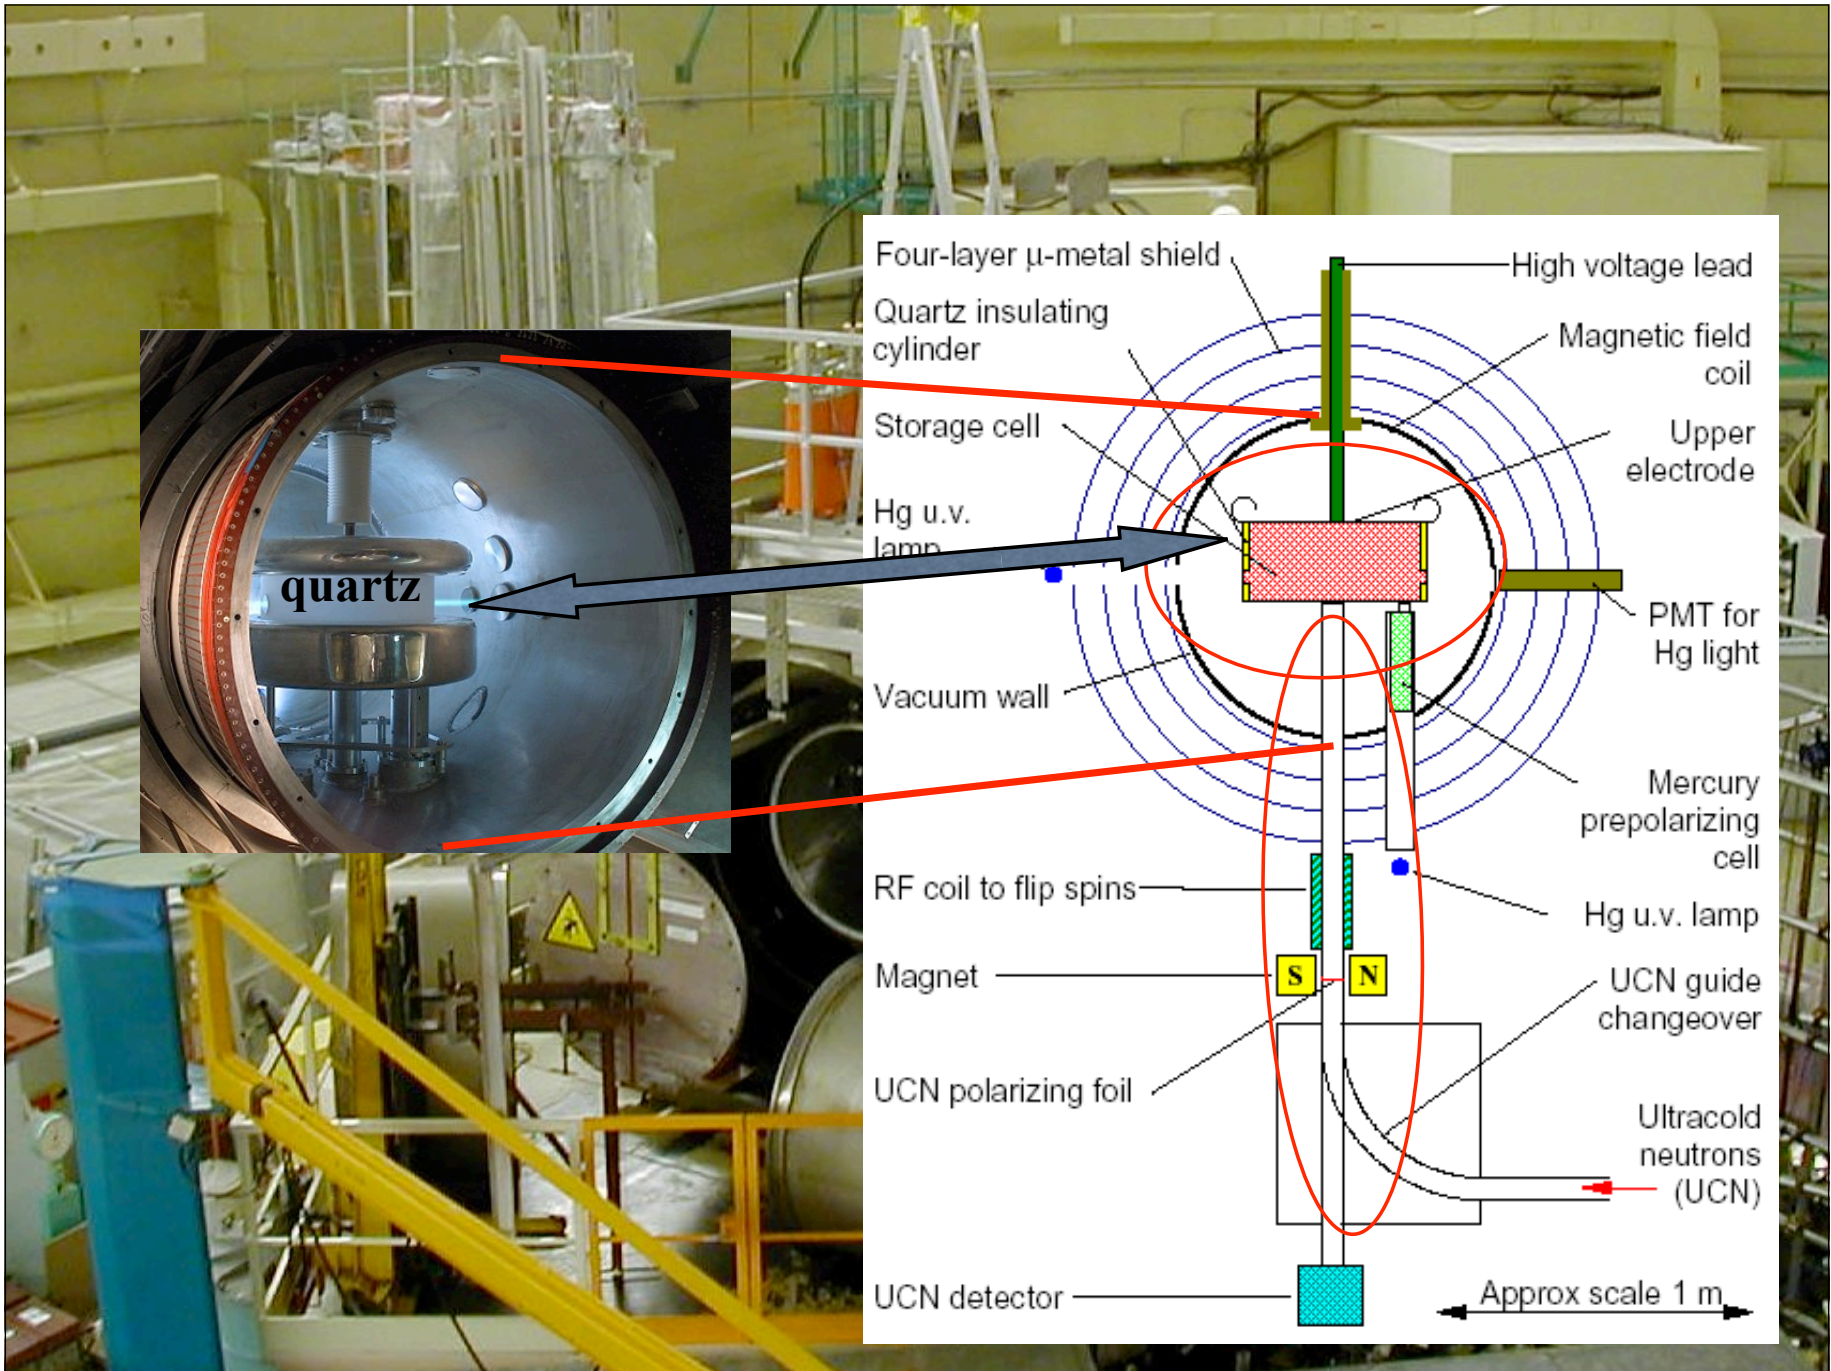 Four-layer μ-metal shield
High voltage lead
Quartz insulating
cylinder
Magnetic field
coil
Storage cell
Upper
electrode
Hg u.v.
lamp
quartz
PMT for
Hg light
Vacuum wall
Mercury
prepolarizing
cell
RF coil to flip spins
Hg u.v. lamp
Magnet
S
N
UCN guide
changeover
UCN polarizing foil
Ultracold
neutrons
(UCN)
UCN detector
Approx scale 1 m